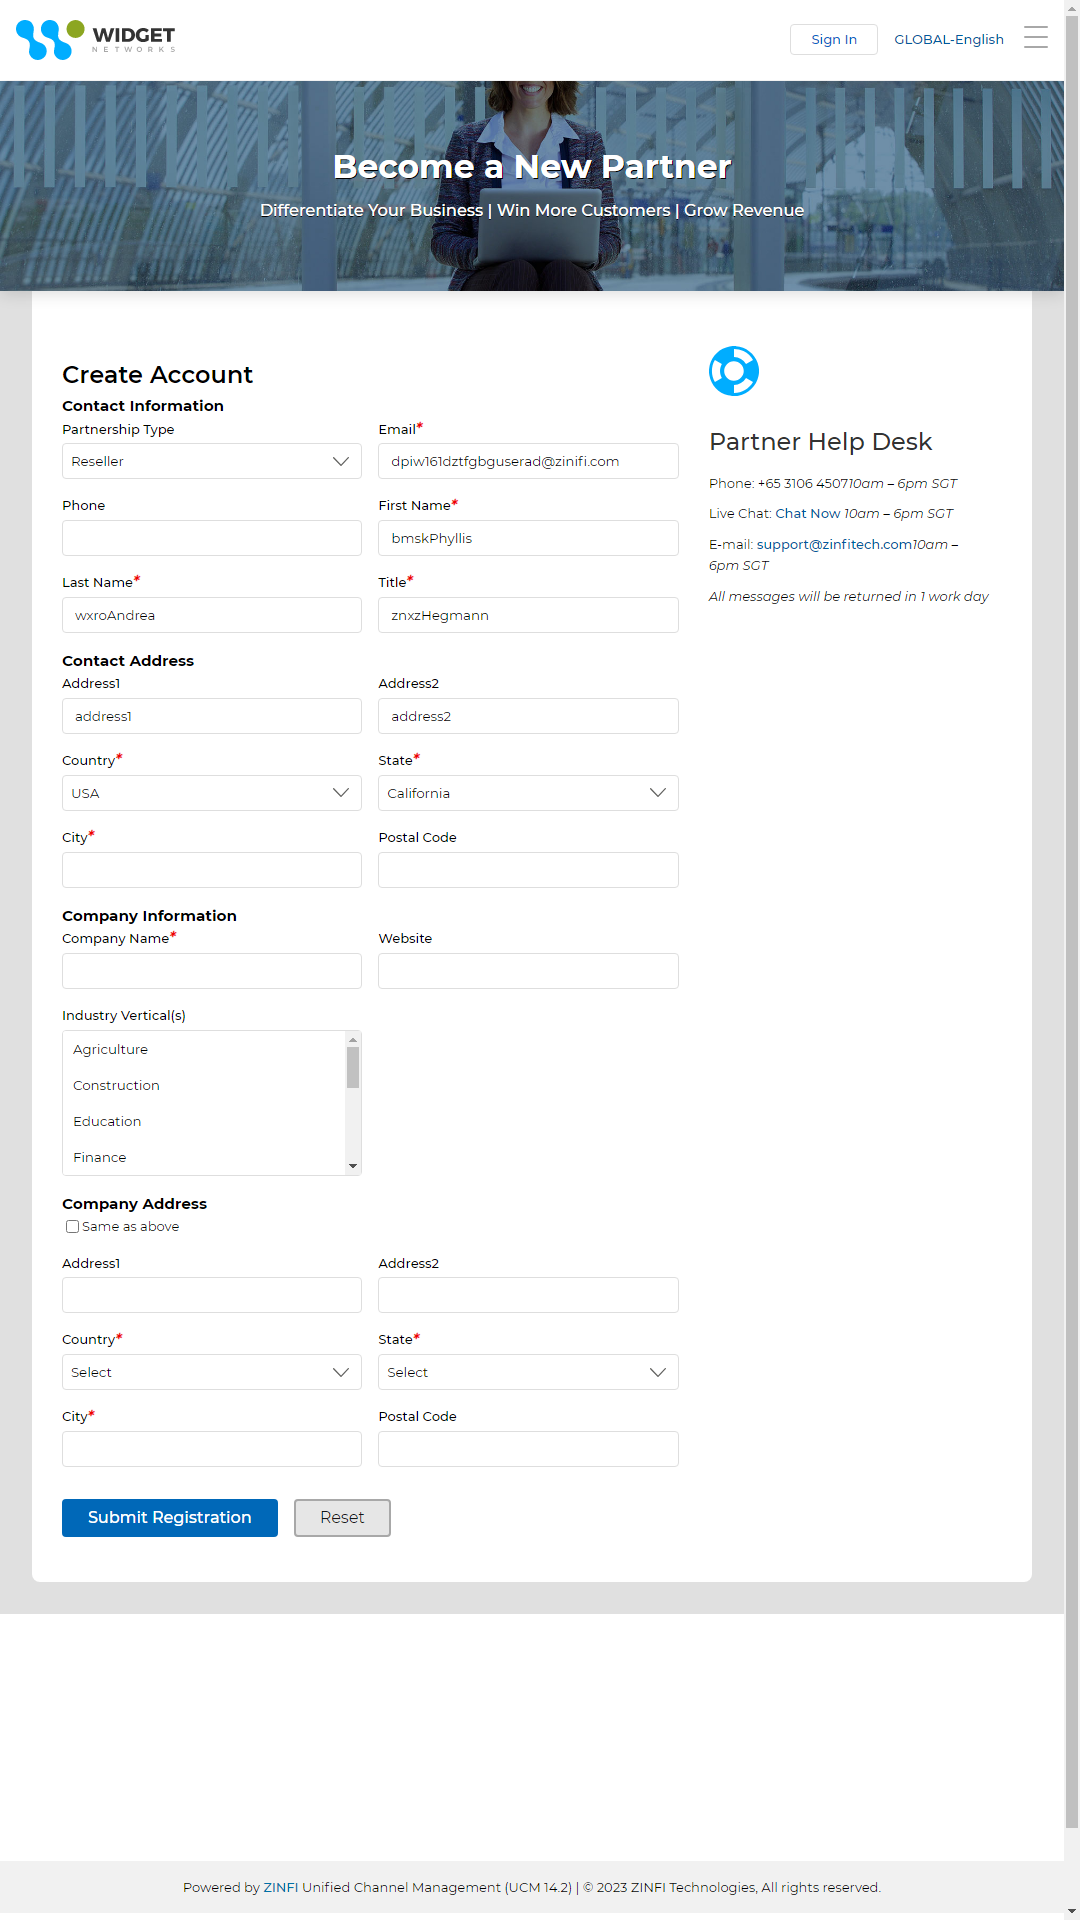 WIDGET
NETWORKS
Sign In
GLOBAL-English
Become a New Partner
Differentiate Your Business | Win More Customers | Grow Revenue
Create Account
Contact Information
Partnership Type
Email*
Reseller
dpiw161dztfgbguserad@zinifi.com
Phone
First Name*
bmskPhyllis
Last Name*
Title*
wxroAndrea
znxzHegmann
Contact Address
Address1
Address2
address1
address2
Country*
State*
USA
California
City*
Postal Code
Company Information
Company Name*
Website
Industry Vertical(s)
Agriculture
Construction
Education
Finance
Company Address
Same as above
Address1
Address2
Country*
State*
Select
Select
City*
Postal Code
Submit Registration
Reset
Partner Help Desk
Phone: +65 3106 450710am – 6pm SGT
Live Chat: Chat Now 10am – 6pm SGT
E-mail: support@zinfitech.com10am –
6pm SGT
All messages will be returned in 1 work day
Powered by ZINFI Unified Channel Management (UCM 14.2) | © 2023 ZINFI Technologies, All rights reserved.